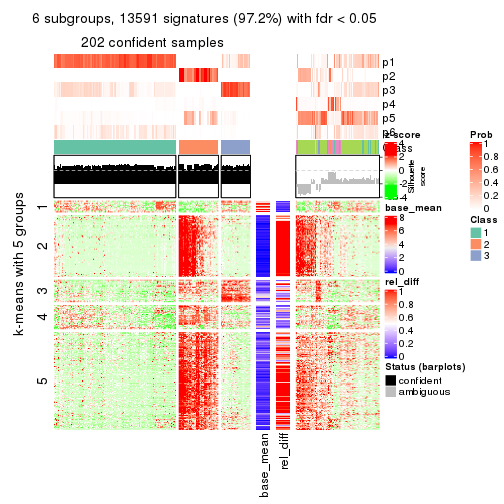 6 subgroups, 13591 signatures (97.2%) with fdr < 0.05
202 confident samples
p1
p2
p3
p4
p5
p6
Class
Silhouette
score
k-means with 5 groups
1
2
3
4
5
base_mean
rel_diff
z score
4
2
0
-2
-4
base_mean
8
6
4
2
0
rel_diff
1
0.8
0.6
0.4
0.2
0
Status (barplots)
confident
ambiguous
Prob
1
0.8
0.6
0.4
0.2
0
Class
1
2
3